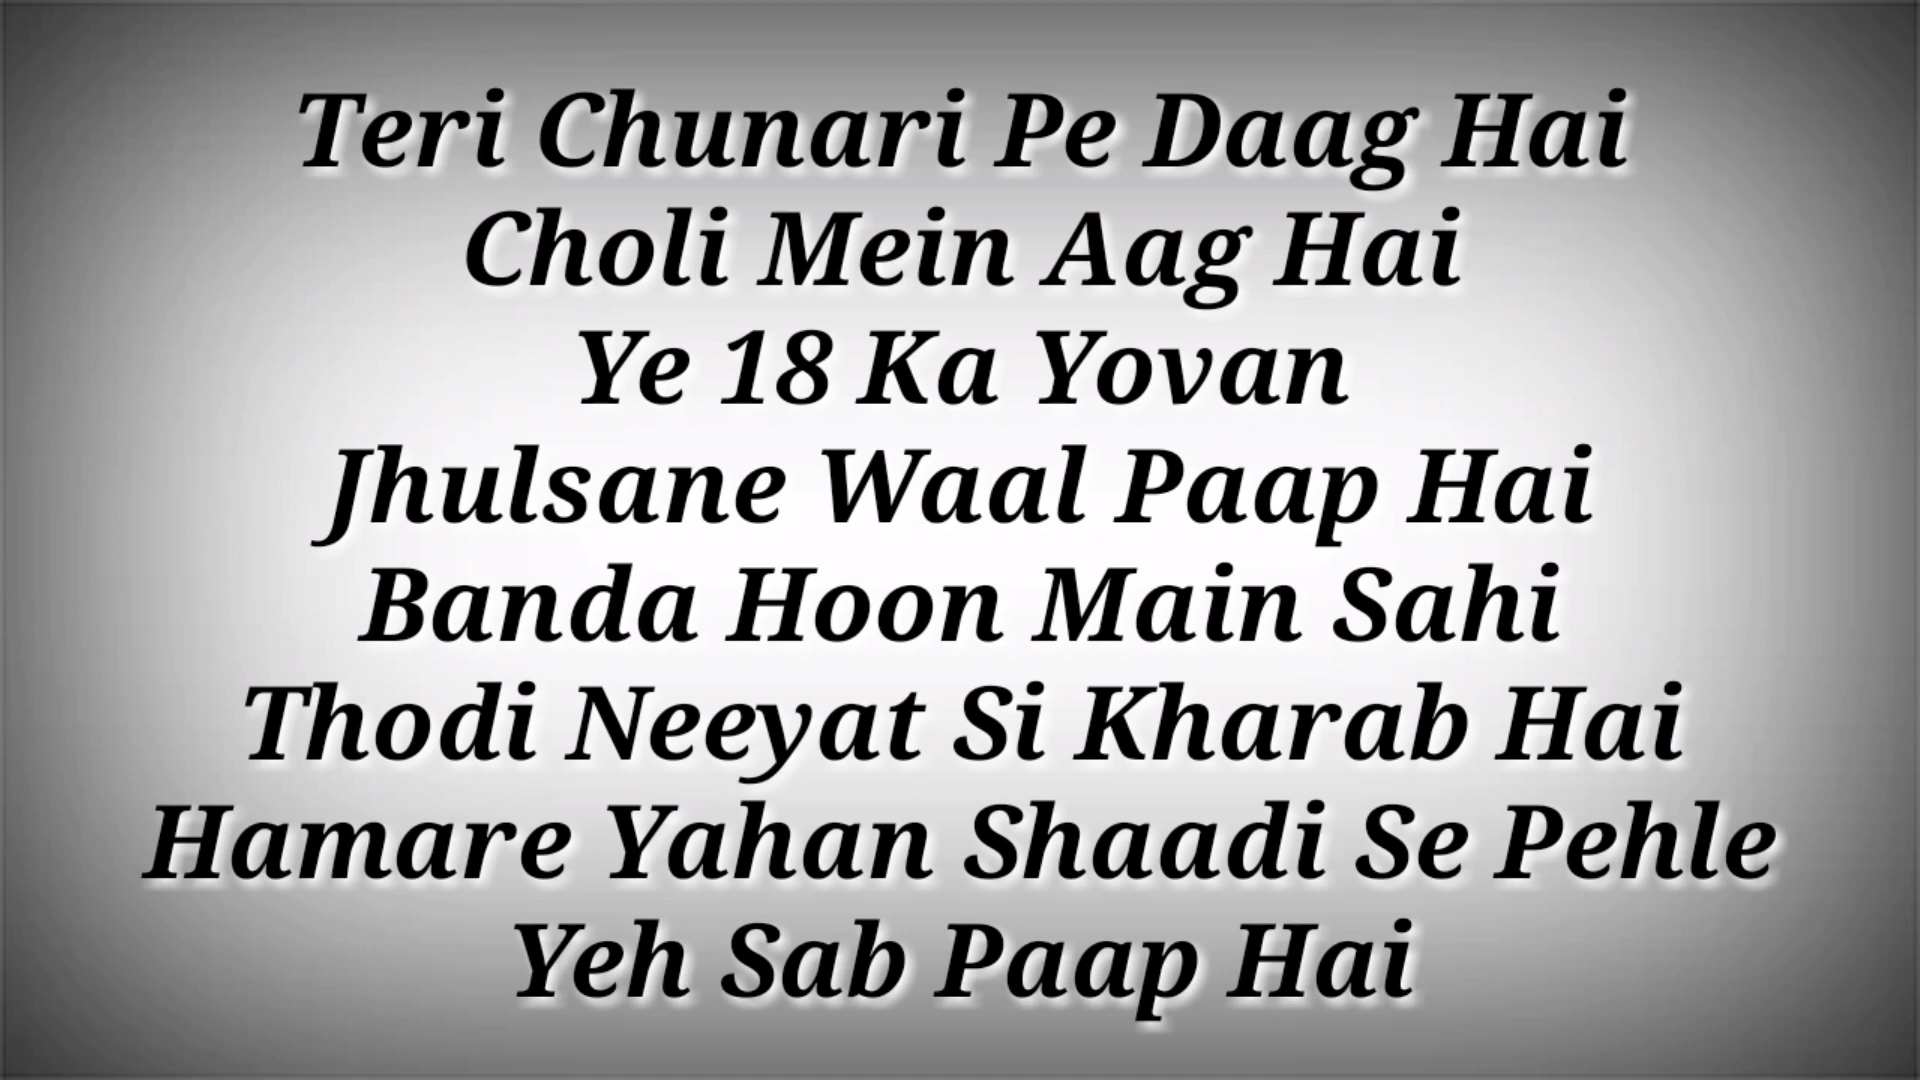 Teri Chunari Pe Daag Hai
Choli Mein Aag Hai
Ye 18 Ka Yovan
Jhulsane Waal Paap Hai
Banda Hoon Main Sahi
Thodi Neeyat Si Kharab Hai
Hamare Yahan Shaadi Se Pehle
Yeh Sab Paap Hai